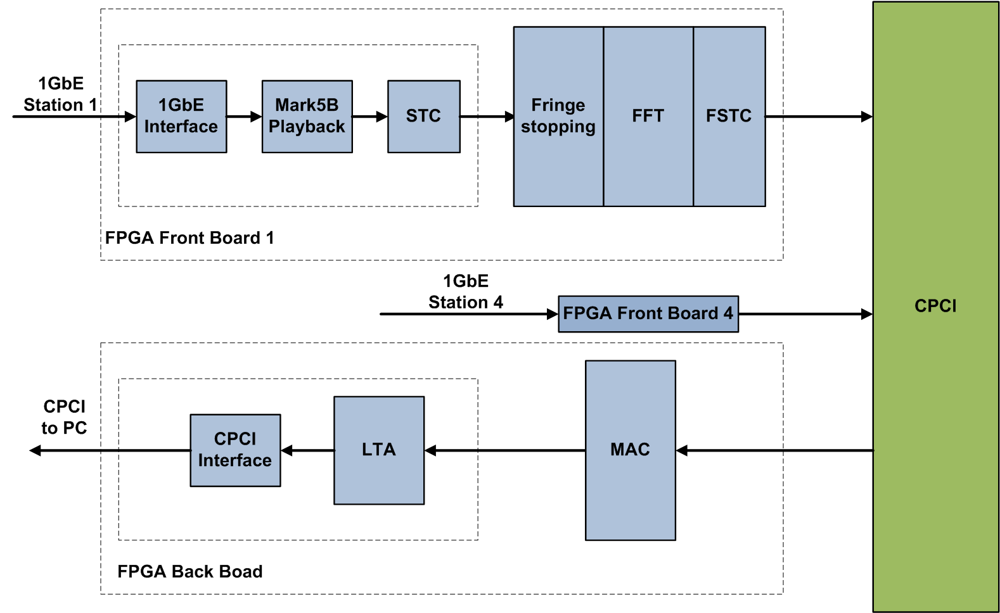 1GbE
Station 1
1GbE
Interface
Mark5B
Playback
STC
Fringe
stopping
FFT
FSTC
FPGA Front Board 1
1GbE
Station 4
FPGA Front Board 4
CPCI
CPCI
to PC
CPCI
Interface
LTA
MAC
FPGA Back Boad